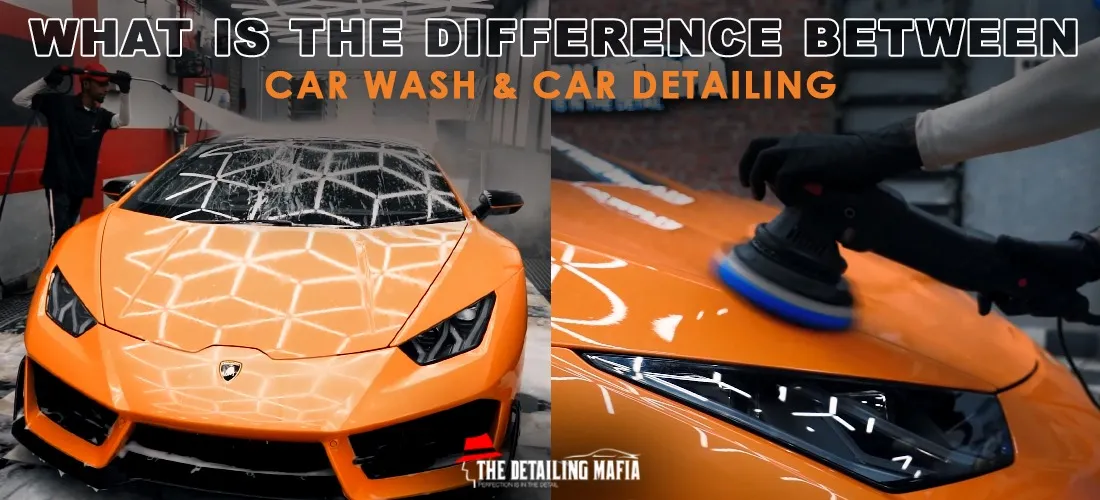 WHAT IS THE DIFFERENCE BETWEEN
CAR WASH & CAR DETAILING
THE DETAILING MAFIA
PERFECTION IS IN THE DETAIL